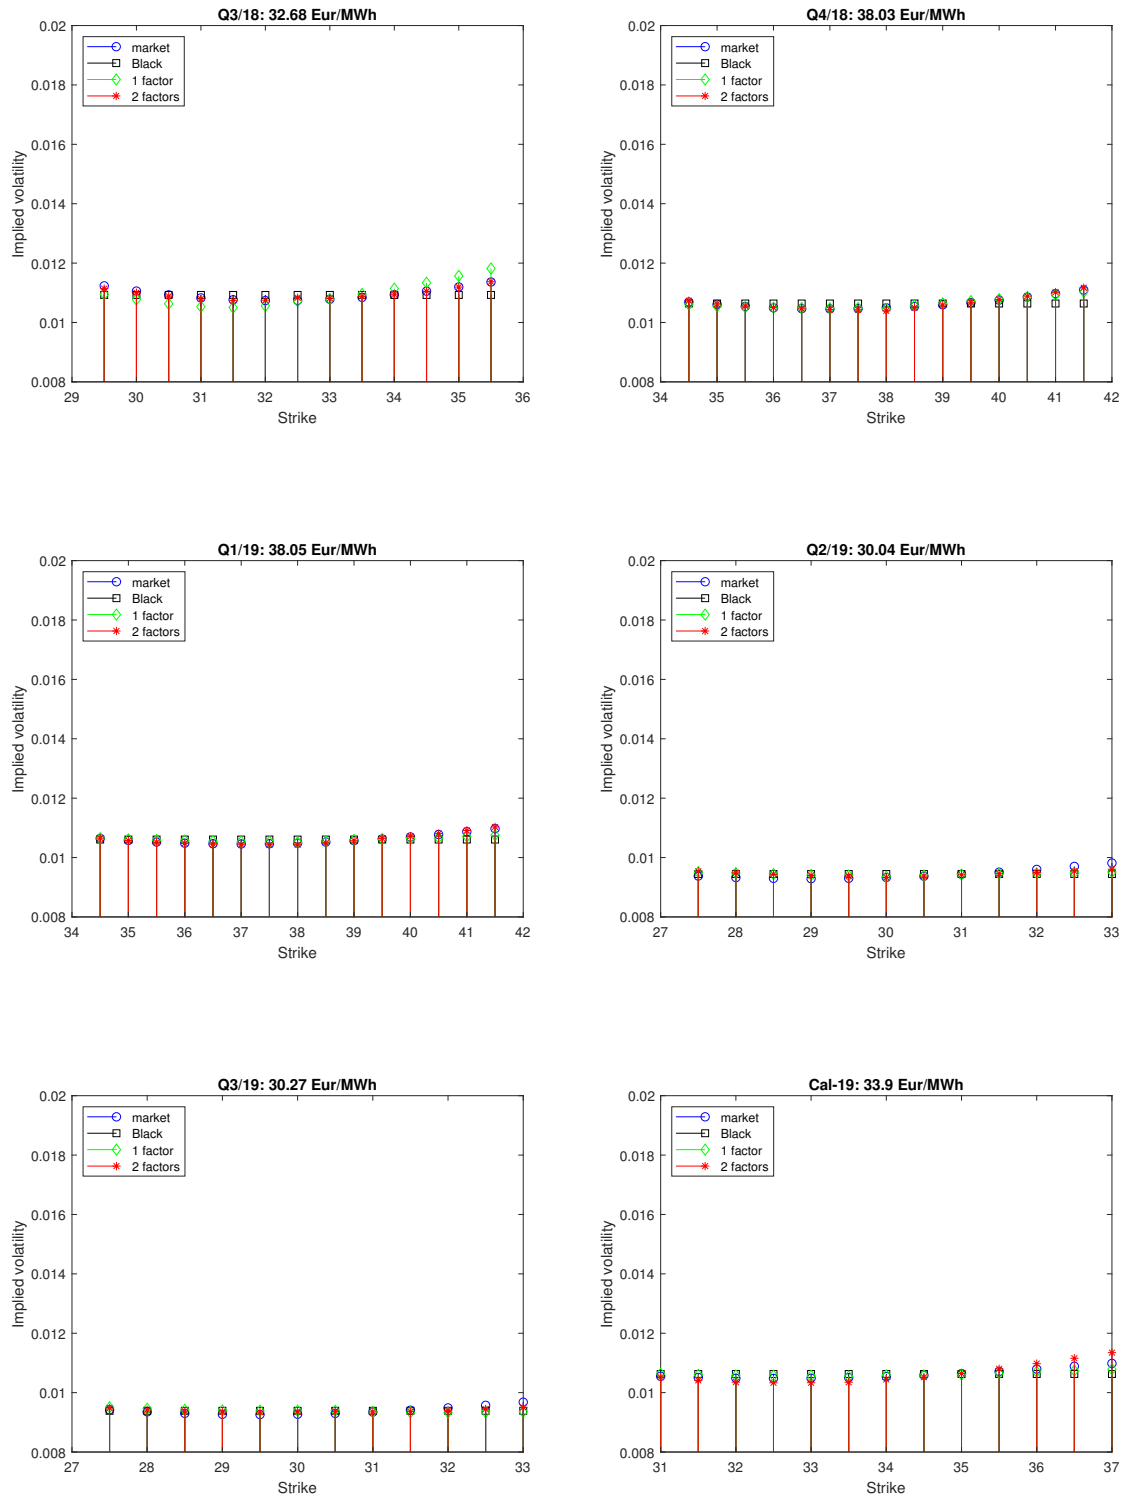 Q3/18: 32.68 Eur/MWh
0.02
0.018
0.016
0.014
0.012
0.01
0.008
Implied volatility
market
Black
1 factor
2 factors
29 30 31 32 33 34 35 36
Strike
Q4/18: 38.03 Eur/MWh
0.02
0.018
0.016
0.014
0.012
0.01
0.008
Implied volatility
market
Black
1 factor
2 factors
34 35 36 37 38 39 40 41 42
Strike
Q1/19: 38.05 Eur/MWh
0.02
0.018
0.016
0.014
0.012
0.01
0.008
Implied volatility
market
Black
1 factor
2 factors
34 35 36 37 38 39 40 41 42
Strike
Q2/19: 30.04 Eur/MWh
0.02
0.018
0.016
0.014
0.012
0.01
0.008
Implied volatility
market
Black
1 factor
2 factors
27 28 29 30 31 32 33
Strike
Q3/19: 30.27 Eur/MWh
0.02
0.018
0.016
0.014
0.012
0.01
0.008
Implied volatility
market
Black
1 factor
2 factors
27 28 29 30 31 32 33
Strike
Cal-19: 33.9 Eur/MWh
0.02
0.018
0.016
0.014
0.012
0.01
0.008
Implied volatility
market
Black
1 factor
2 factors
31 32 33 34 35 36 37
Strike